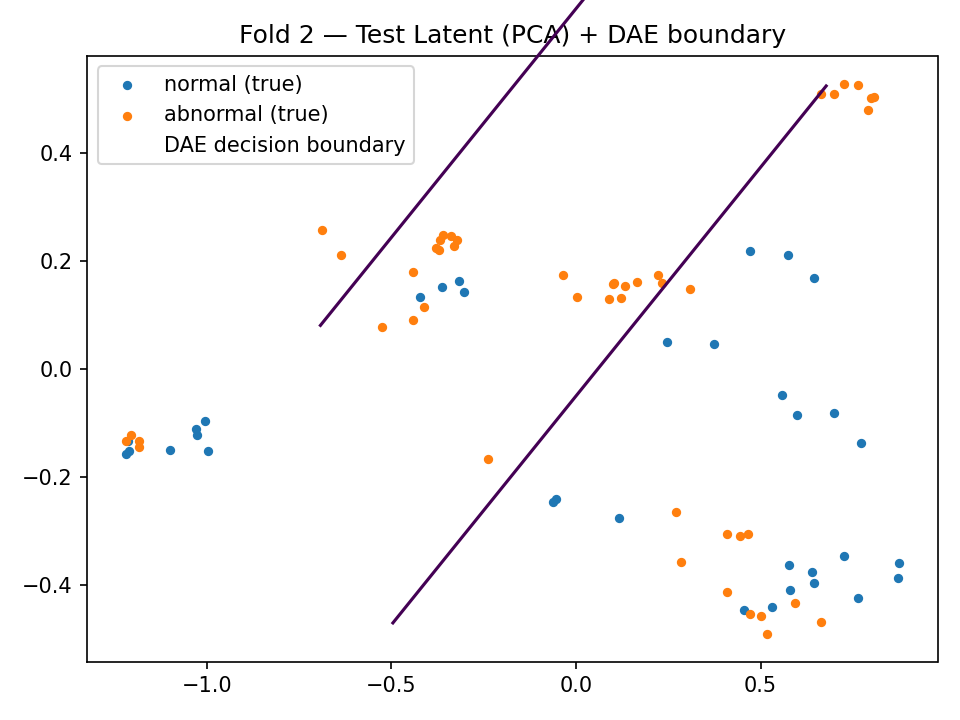 Fold 2 — Test Latent (PCA) + DAE boundary
normal (true)
abnormal (true)
DAE decision boundary
0.4
0.2
0.0
−0.2
−0.4
−1.0 −0.5 0.0 0.5